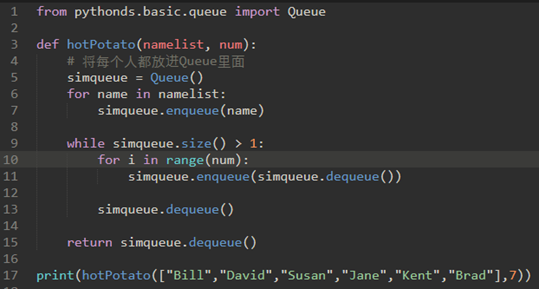 1 from pythonds.basic.queue import Queue
2
3 def hotPotato(namelist, num):
4     # 将每个人都放进Queue里面
5     simqueue = Queue()
6     for name in namelist:
7         simqueue.enqueue(name)
8
9     while simqueue.size() > 1:
10         for i in range(num):
11             simqueue.enqueue(simqueue.dequeue())
12
13         simqueue.dequeue()
14
15     return simqueue.dequeue()
16
17 print(hotPotato(["Bill","David","Susan","Jane","Kent","Brad"],7))